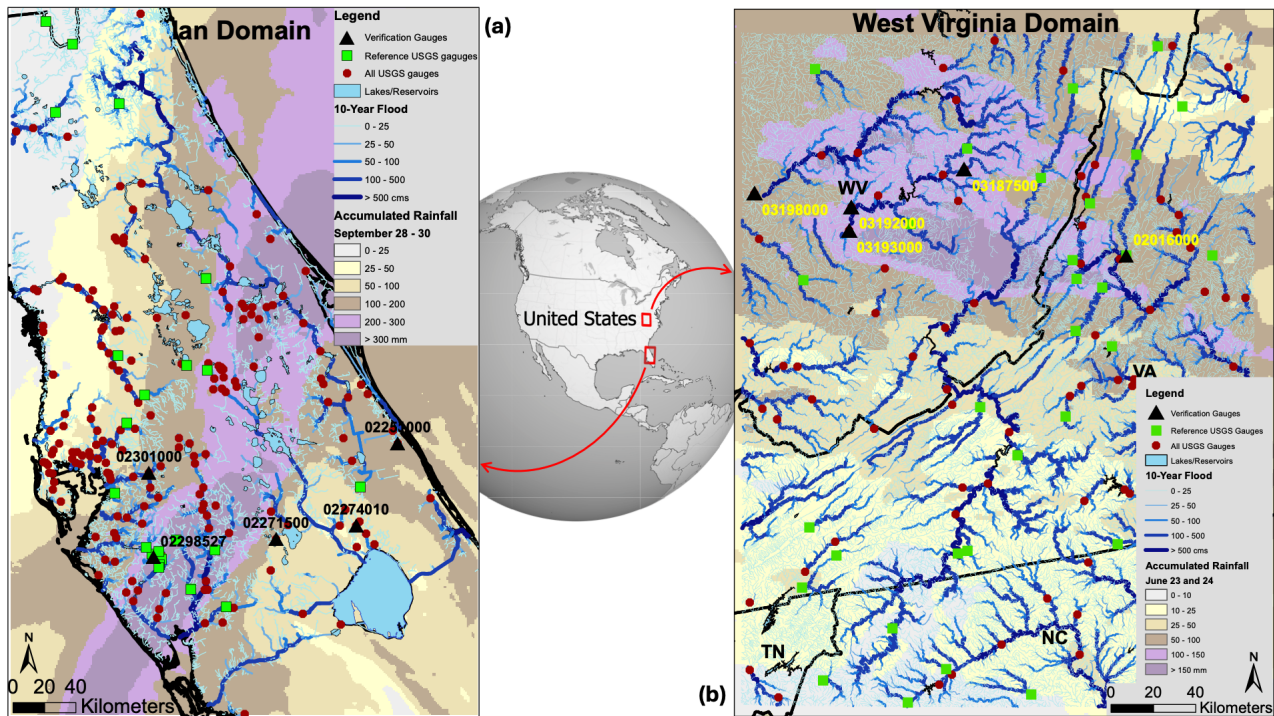 Ian Domain
Legend
Verification Gauges
Reference USGS gaguges
All USGS gauges
Lakes/Reservoirs
10-Year Flood
0 - 25
25 - 50
50 - 100
100 - 500
> 500 cms
Accumulated Rainfall
September 28 - 30
0 - 25
25 - 50
50 - 100
100 - 200
200 - 300
> 300 mm
02301000
02271500
02274010
02298527
N
0 20 40
Kilometers
(a)
United States
(b)
West Virginia Domain
WV
03187500
03198000
03192000
03193000
02016000
VA
NC
TN
Legend
Verification Gauges
Reference USGS Gauges
All USGS Gauges
Lakes/Reservoirs
10-Year Flood
0 - 25
25 - 50
50 - 100
100 - 500
> 500 cms
Accumulated Rainfall
June 23 and 24
0 - 10
10 - 25
25 - 50
50 - 100
100 - 150
> 150 mm
N
0 20 40
Kilometers